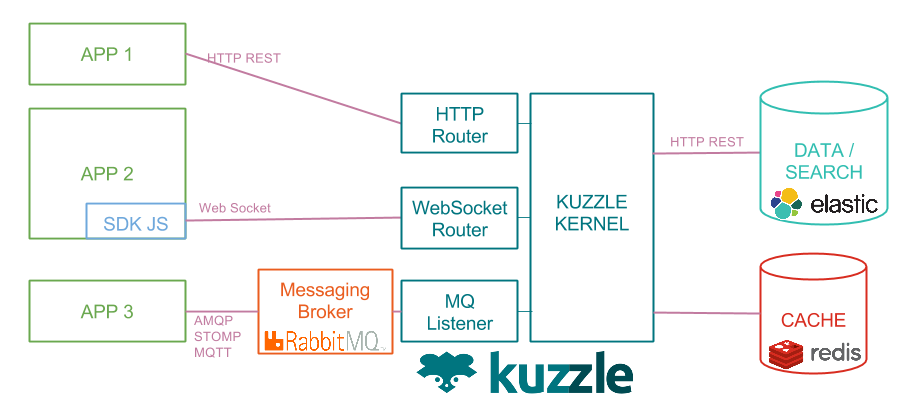 APP 1
HTTP REST
HTTP
Router
APP 2
SDK JS
Web Socket
WebSocket
Router
KUZZLE
KERNEL
HTTP REST
DATA /
SEARCH
elastic
APP 3
AMQP
STOMP
MQTT
Messaging
Broker
RabbitMQ
MQ
Listener
CACHE
redis
kuzzle